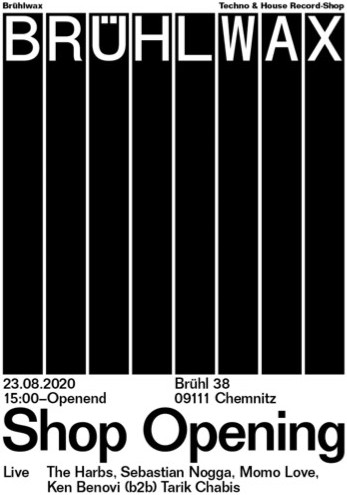 Brühlwax Techno & House Record-Shop
BRÜHLWAX
23.08.2020 Brühl 38
15:00–Openend 09111 Chemnitz
Shop Opening
Live The Harbs, Sebastian Nogga, Momo Love,
Ken Benovi (b2b) Tarik Chabis